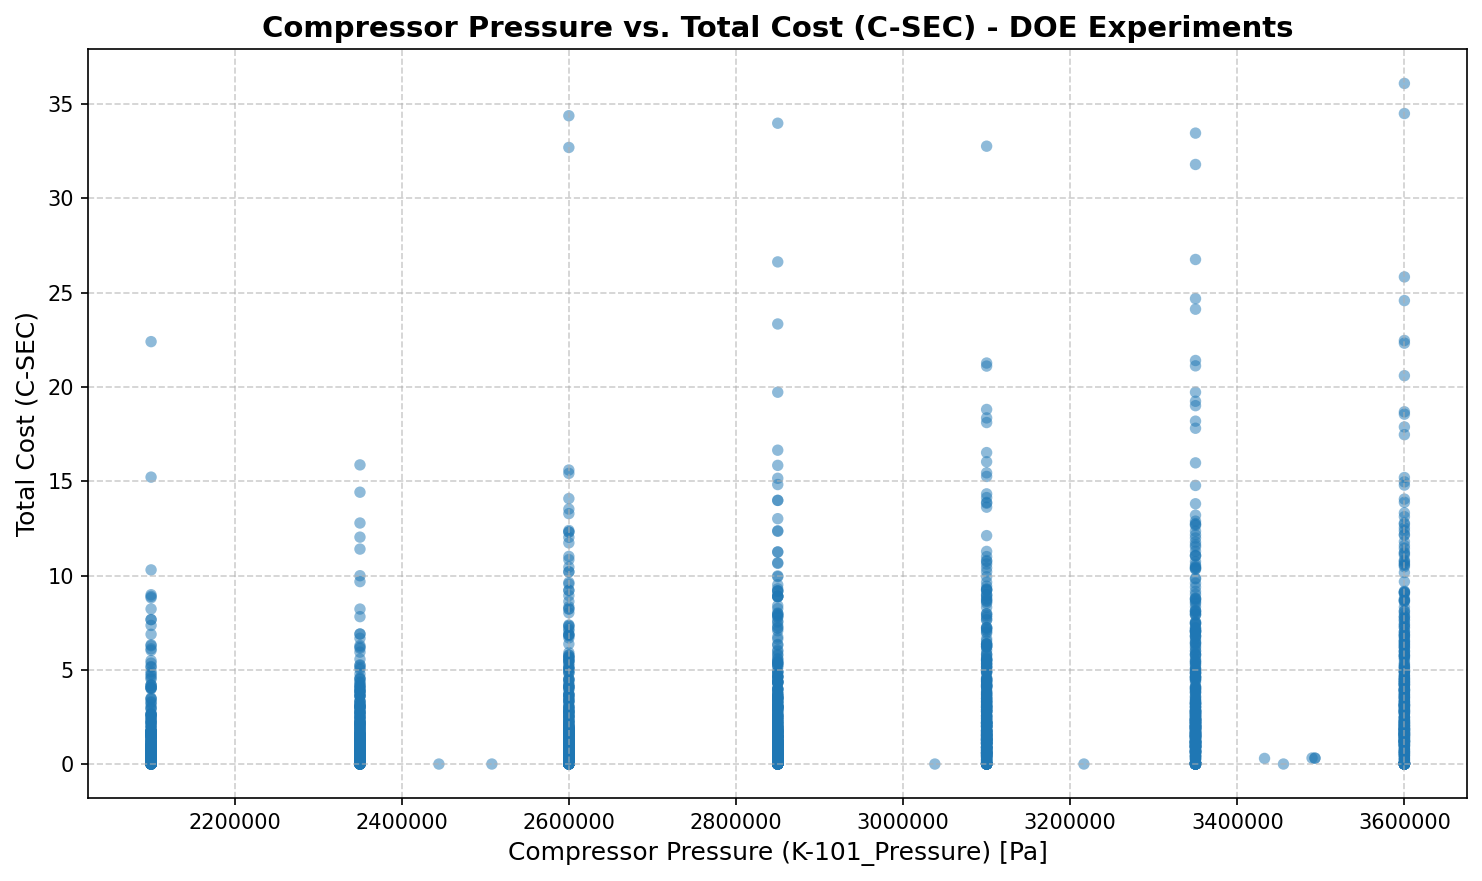 Compressor Pressure vs. Total Cost (C-SEC) - DOE Experiments
Total Cost (C-SEC)
35
30
25
20
15
10
5
0
2200000 2400000 2600000 2800000 3000000 3200000 3400000 3600000
Compressor Pressure (K-101_Pressure) [Pa]